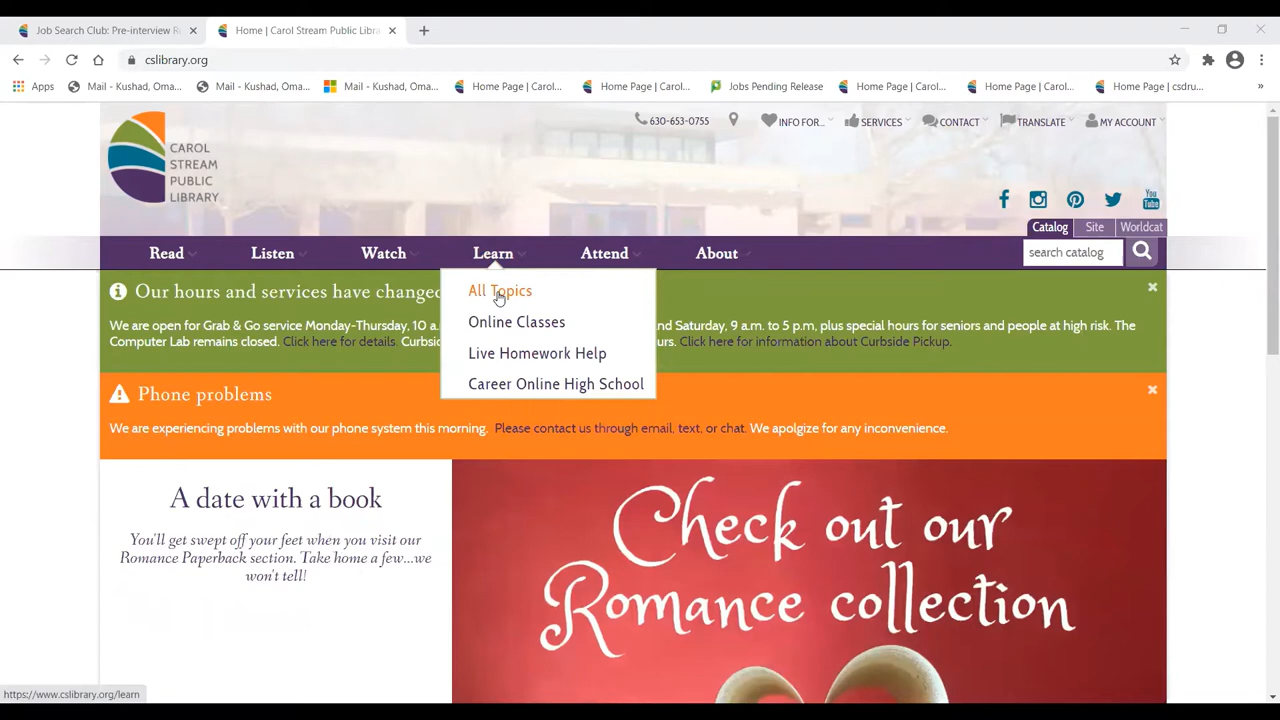 Job Search Club: Pre-interview R
Home | Carol Stream Public Libra
cslibrary.org
Apps
Mail - Kushad, Oma...
Mail - Kushad, Oma...
Mail - Kushad, Oma...
Home Page | Carol...
Home Page | Carol...
Jobs Pending Release
Home Page | Carol...
Home Page | Carol...
Home Page | csdru...
»
CAROL
STREAM
PUBLIC
LIBRARY
630-653-0755
INFO FOR...
SERVICES
CONTACT
TRANSLATE
MY ACCOUNT
You Tube
Catalog
Site
Worldcat
Read
Listen
Watch
Learn
Attend
About
search catalog
All Topics
Online Classes
Live Homework Help
Career Online High School
Our hours and services have changed
We are open for Grab & Go service Monday-Thursday, 10 a. and Saturday, 9 a.m. to 5 p.m, plus special hours for seniors and people at high risk. The
Computer Lab remains closed. Click here for details. Curbsid urs. Click here for information about Curbside Pickup.
Phone problems
We are experiencing problems with our phone system this morning. Please contact us through email, text, or chat. We apolgize for any inconvenience.
A date with a book
You'll get swept off your feet when you visit our
Romance Paperback section. Take home a few...we
won't tell!
Check out our
Romance collection
https://www.cslibrary.org/learn